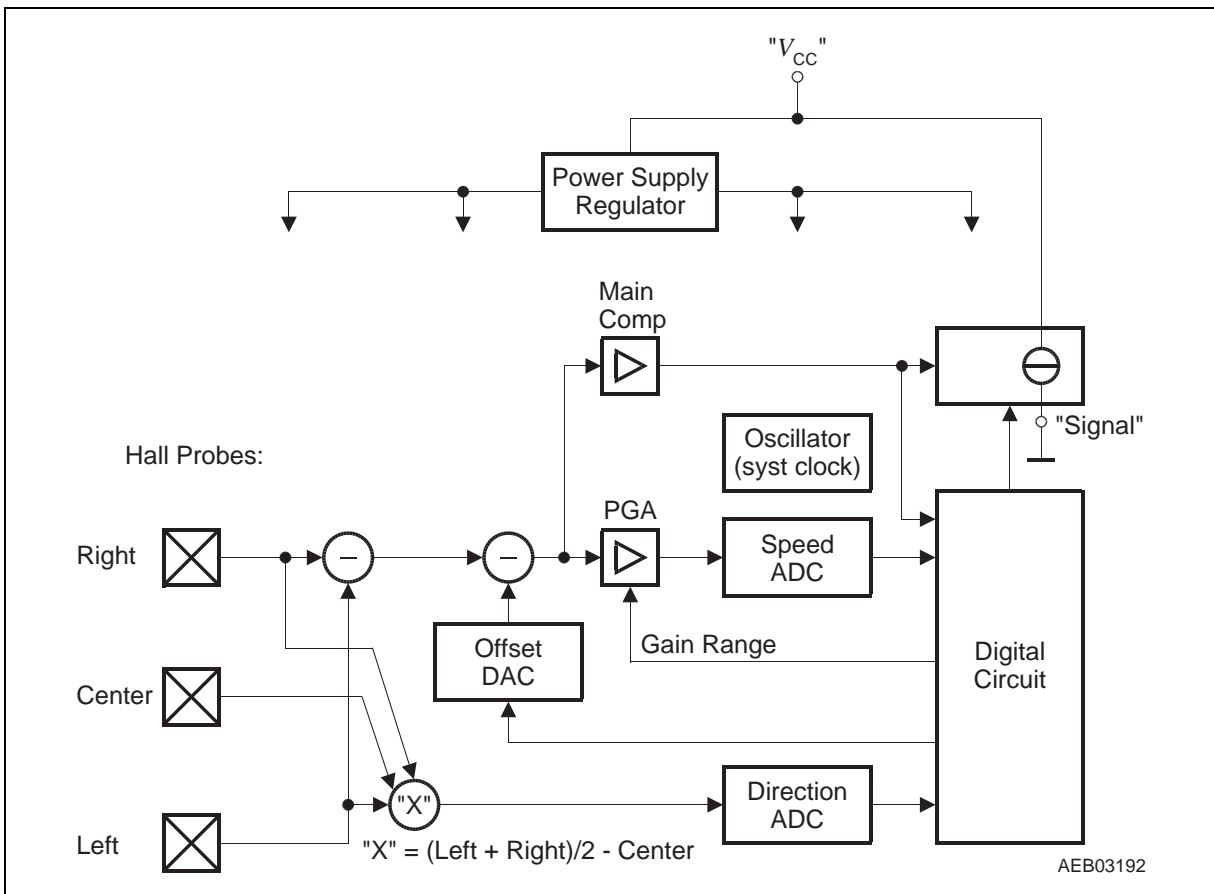 "VCC"
Power Supply
Regulator
Main
Comp
"Signal"
Oscillator
(syst clock)
Hall Probes:
PGA
Right
–
–
Speed
ADC
Gain Range
Offset
DAC
Digital
Circuit
Center
"X"
Direction
ADC
Left
"X" = (Left + Right)/2 - Center
AEB03192